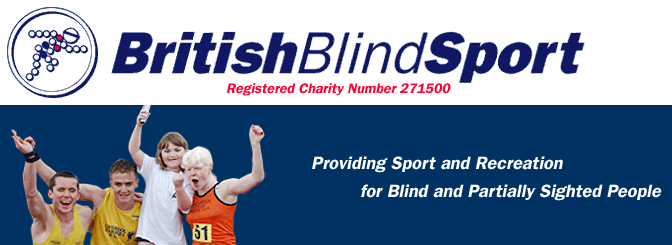 BritishBlindSport
Registered Charity Number 271500
Providing Sport and Recreation
for Blind and Partially Sighted People
51